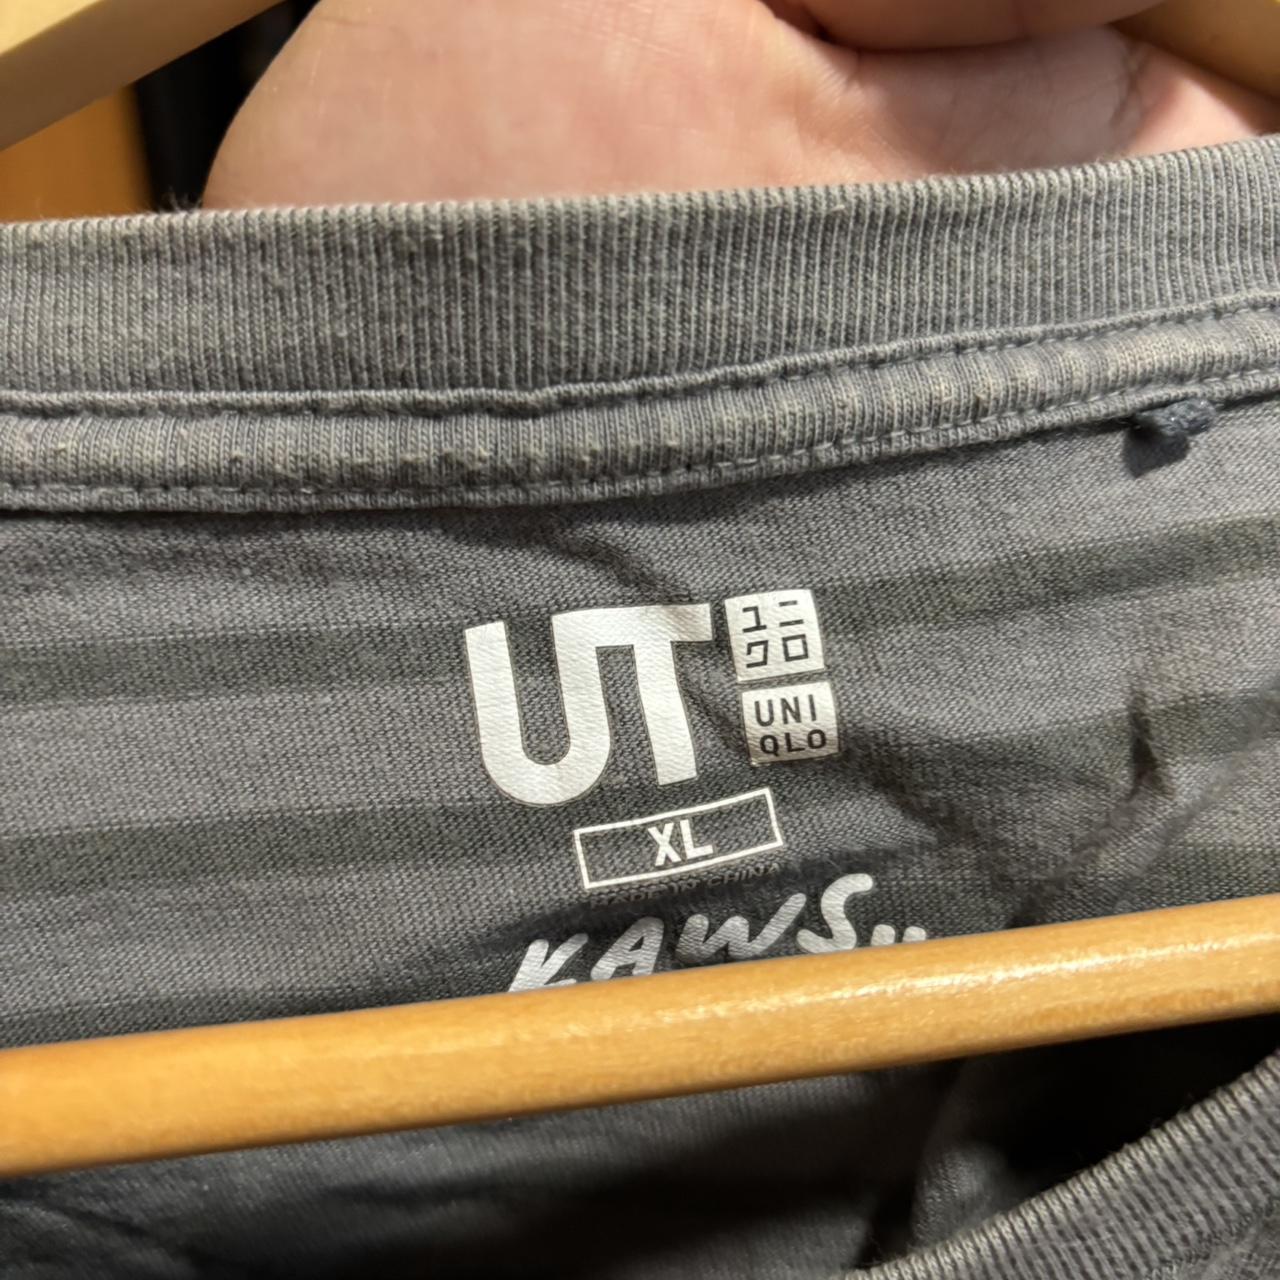 UT
ユニ
クロ
UNI
QLO
XL
MADE IN CHINA
KAWS